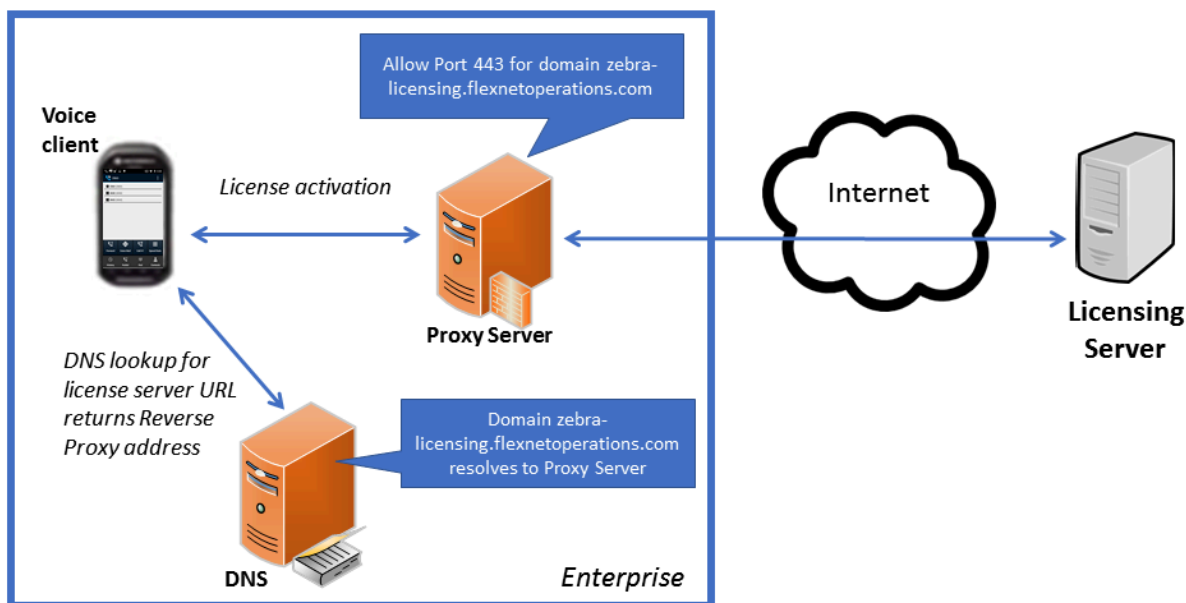 Allow Port 443 for domain zebra-
licensing.flexnetoperations.com
Voice
client
License activation
Internet
Proxy Server
Licensing
Server
DNS lookup for
license server URL
returns Reverse
Proxy address
Domain zebra-
licensing.flexnetoperations.com
resolves to Proxy Server
DNS
Enterprise